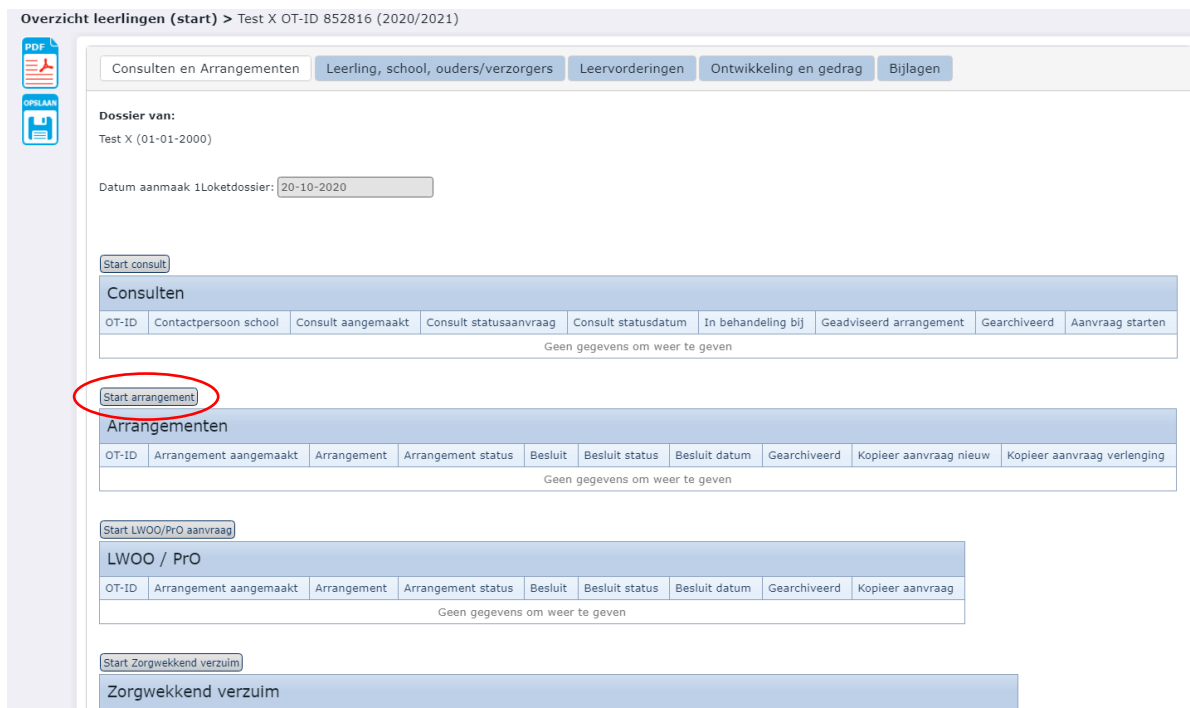 Overzicht leerlingen (start) > Test X OT-ID 852816 (2020/2021)
PDF
OPSLAAN
Consulten en Arrangementen Leerling, school, ouders/verzorgers Leervorderingen Ontwikkeling en gedrag Bijlagen
Dossier van:
Test X (01-01-2000)
Datum aanmaak 1Loketdossier: 20-10-2020
Start consult
Consulten
OT-ID Contactpersoon school Consult aangemaakt Consult statusaanvraag Consult statusdatum In behandeling bij Geadviseerd arrangement Gearchiveerd Aanvraag starten
Geen gegevens om weer te geven
Start arrangement
Arrangementen
OT-ID Arrangement aangemaakt Arrangement Arrangement status Besluit Besluit status Besluit datum Gearchiveerd Kopieer aanvraag nieuw Kopieer aanvraag verlenging
Geen gegevens om weer te geven
Start LWOO/PrO aanvraag
LWOO / PrO
OT-ID Arrangement aangemaakt Arrangement Arrangement status Besluit Besluit status Besluit datum Gearchiveerd Kopieer aanvraag
Geen gegevens om weer te geven
Start Zorgwekkend verzuim
Zorgwekkend verzuim